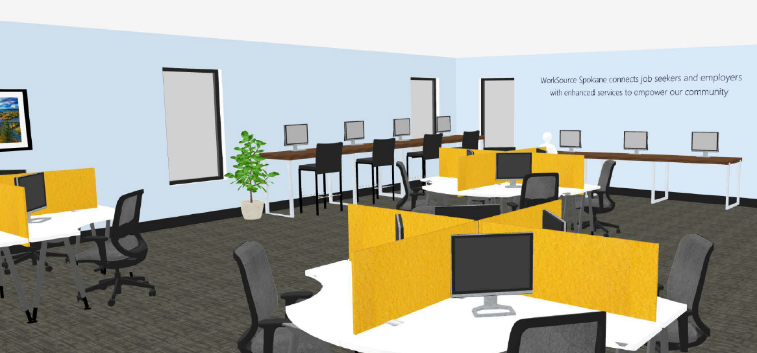 WorkSource Spokane connects job seekers and employers
with enhanced services to empower our community